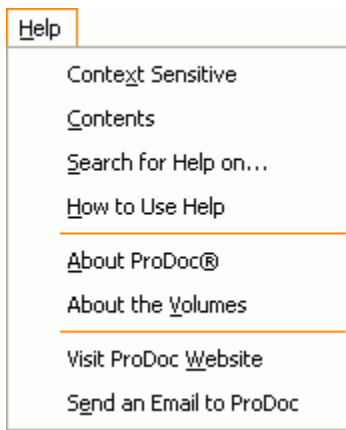 Help
Context Sensitive
Contents
Search for Help on...
How to Use Help
About ProDoc®
About the Volumes
Visit ProDoc Website
Send an Email to ProDoc